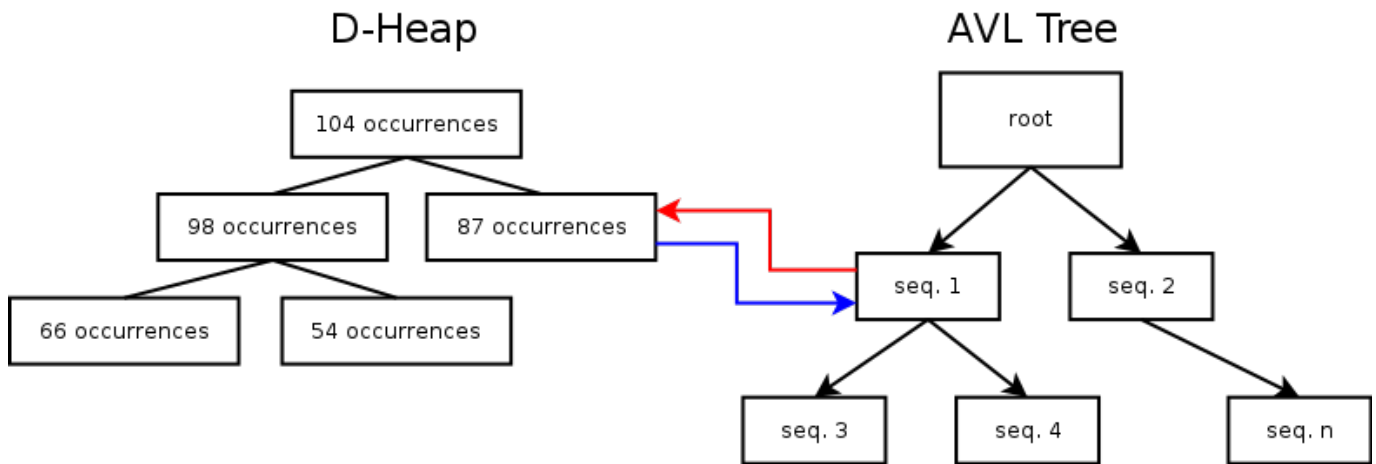 D-Heap
104 occurrences
98 occurrences
87 occurrences
66 occurrences
54 occurrences
AVL Tree
root
seq. 1
seq. 2
seq. 3
seq. 4
seq. n